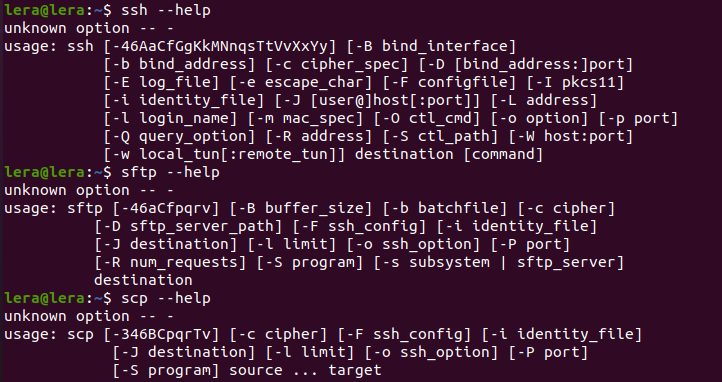 lera@lera:~$ ssh --help
unknown option -- -
usage: ssh [-46AaCfGgKkMNnqsTtVvXxYy] [-B bind_interface]
           [-b bind_address] [-c cipher_spec] [-D [bind_address:]port]
           [-E log_file] [-e escape_char] [-F configfile] [-I pkcs11]
           [-i identity_file] [-J [user@]host[:port]] [-L address]
           [-l login_name] [-m mac_spec] [-O ctl_cmd] [-o option] [-p port]
           [-Q query_option] [-R address] [-S ctl_path] [-W host:port]
           [-w local_tun[:remote_tun]] destination [command]
lera@lera:~$ sftp --help
unknown option -- -
usage: sftp [-46aCfpqrv] [-B buffer_size] [-b batchfile] [-c cipher]
          [-D sftp_server_path] [-F ssh_config] [-i identity_file]
          [-J destination] [-l limit] [-o ssh_option] [-P port]
          [-R num_requests] [-S program] [-s subsystem | sftp_server]
          destination
lera@lera:~$ scp --help
unknown option -- -
usage: scp [-346BCpqrTv] [-c cipher] [-F ssh_config] [-i identity_file]
            [-J destination] [-l limit] [-o ssh_option] [-P port]
            [-S program] source ... target